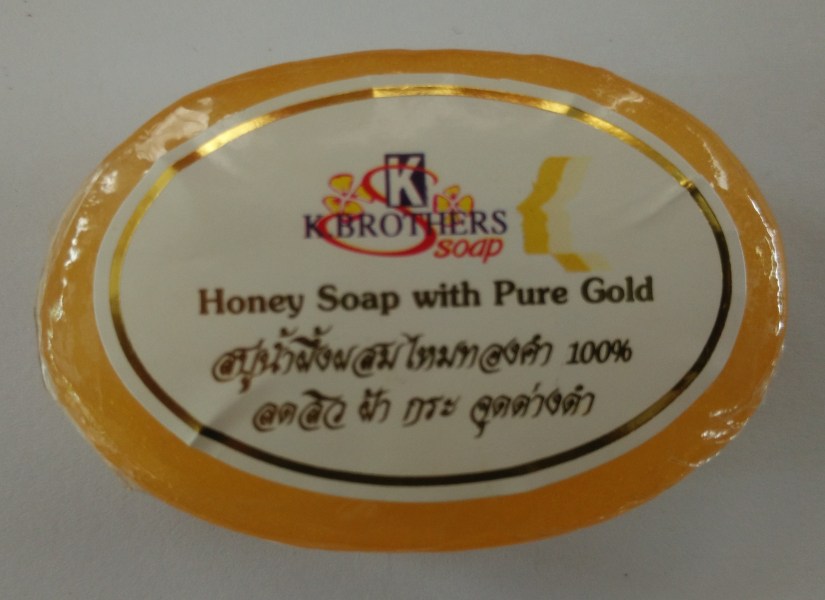 K
K BROTHERS
soap
Honey Soap with Pure Gold
สบู่น้ำผึ้งผสมใหมทองคำ 100%
ลดสิว ฝ้า กระ จุดด่างดำ